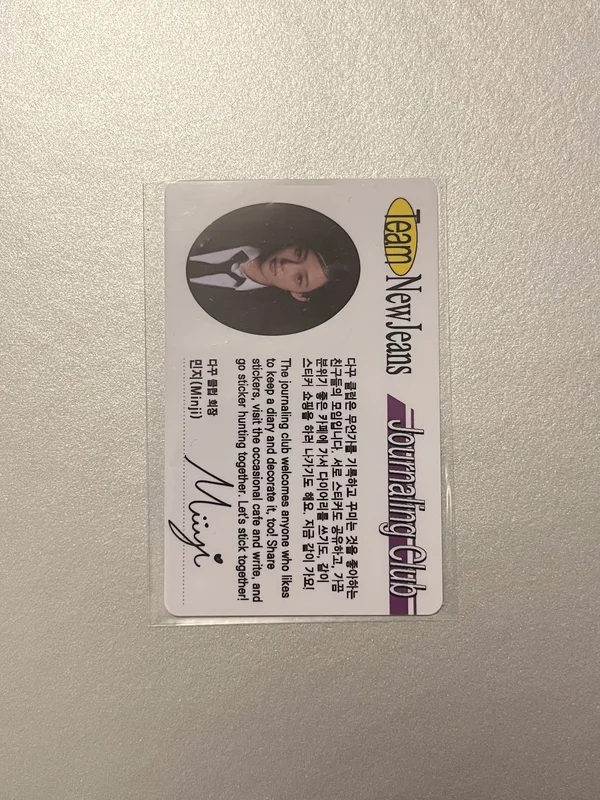 Team NewJeans
Journaling Club
다꾸 클럽은 무언가를 기록하고 꾸미는 것을 좋아하는
친구들의 모임입니다. 서로 스티커도 공유하고, 가끔
분위기 좋은 카페에 가서 다이어리를 쓰기도, 같이
스티커 쇼핑을 하러 나가기도 해요. 지금 같이 가요!
The journaling club welcomes anyone who likes
to keep a diary and decorate it, too! Share
stickers, visit the occasional cafe and write, and
go sticker hunting together. Let's stick together!
다꾸 클럽 회장
민지(Minji)
Minji